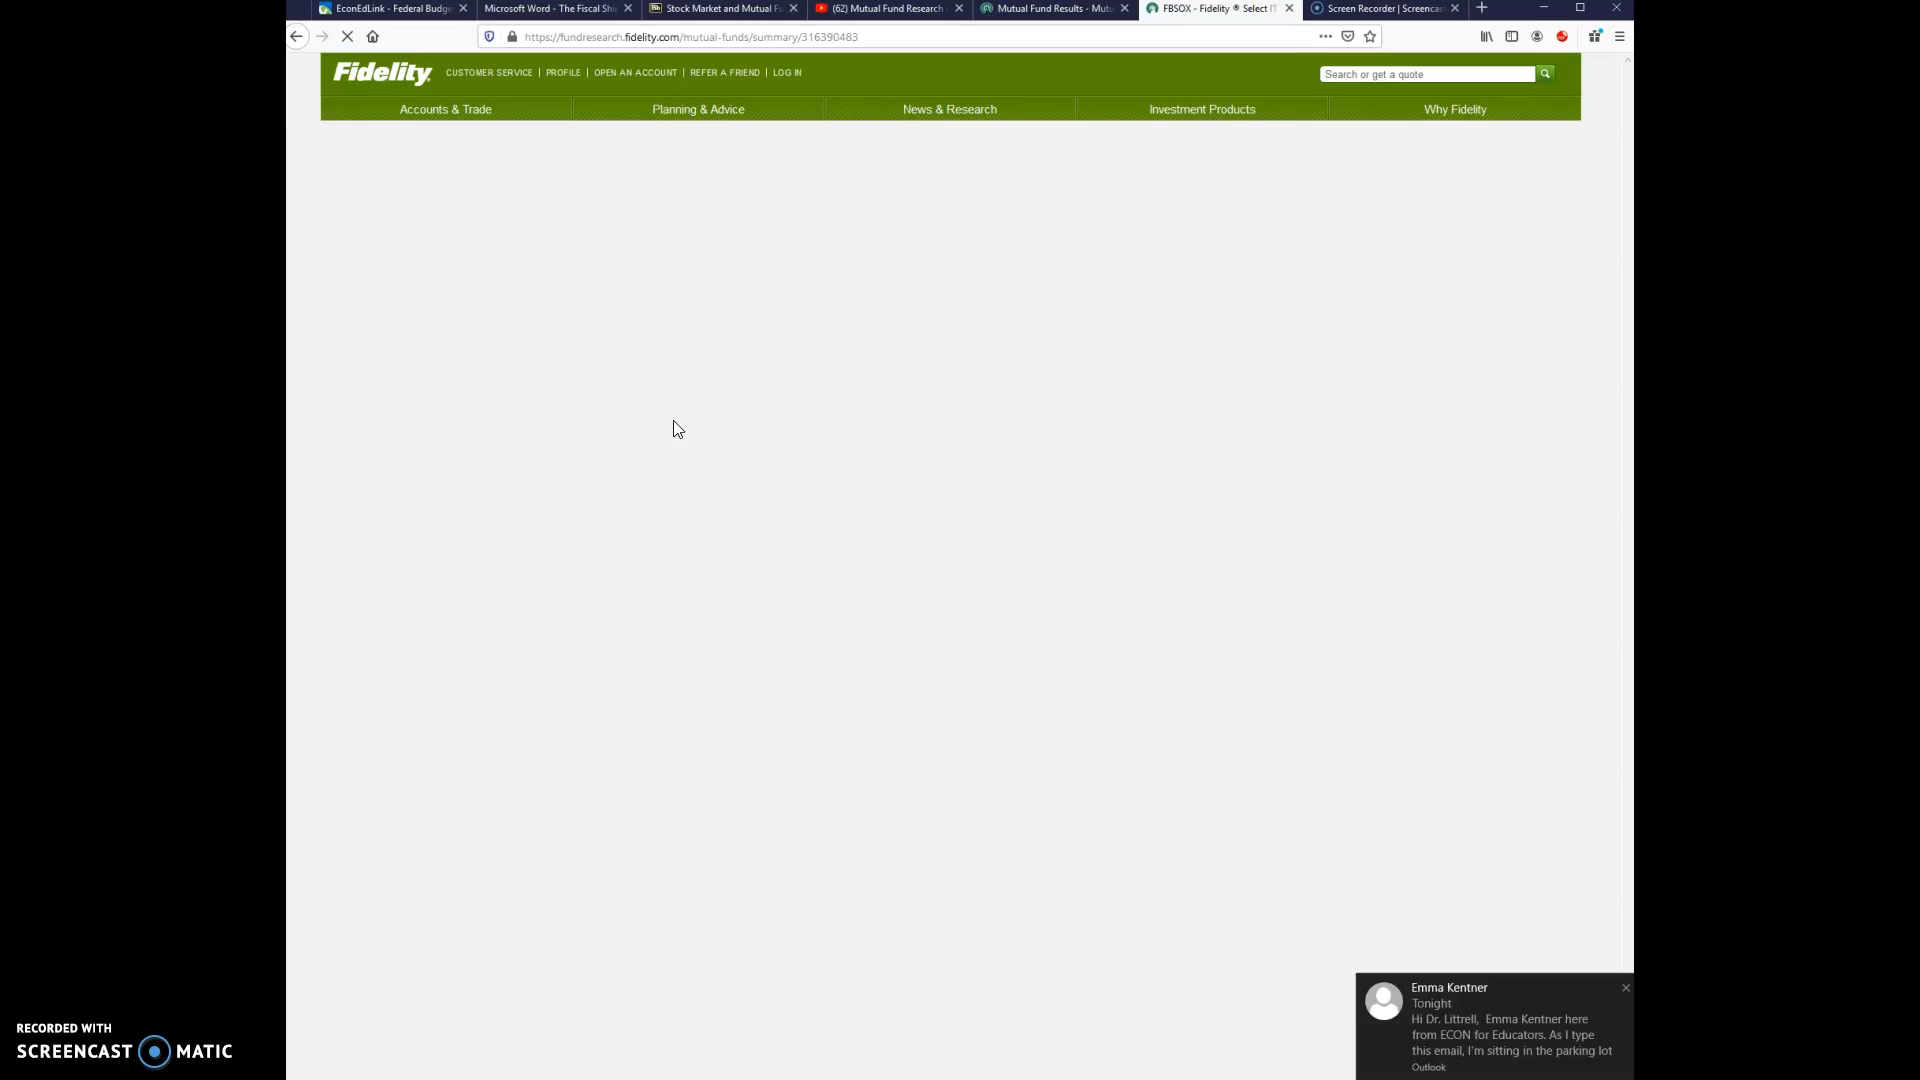 EconEdLink - Federal Budge
Microsoft Word - The Fiscal Shi
Stock Market and Mutual F
(62) Mutual Fund Research -
Mutual Fund Results - Mutu
FBSOX - Fidelity ® Select IT
Screen Recorder | Screencas
https://fundresearch.fidelity.com/mutual-funds/summary/316390483
Fidelity
CUSTOMER SERVICE | PROFILE | OPEN AN ACCOUNT | REFER A FRIEND | LOG IN
Search or get a quote
Accounts & Trade
Planning & Advice
News & Research
Investment Products
Why Fidelity
Emma Kentner
Tonight
Hi Dr. Littrell, Emma Kentner here
from ECON for Educators. As I type
this email, I'm sitting in the parking lot
Outlook
RECORDED WITH
SCREENCAST MATIC